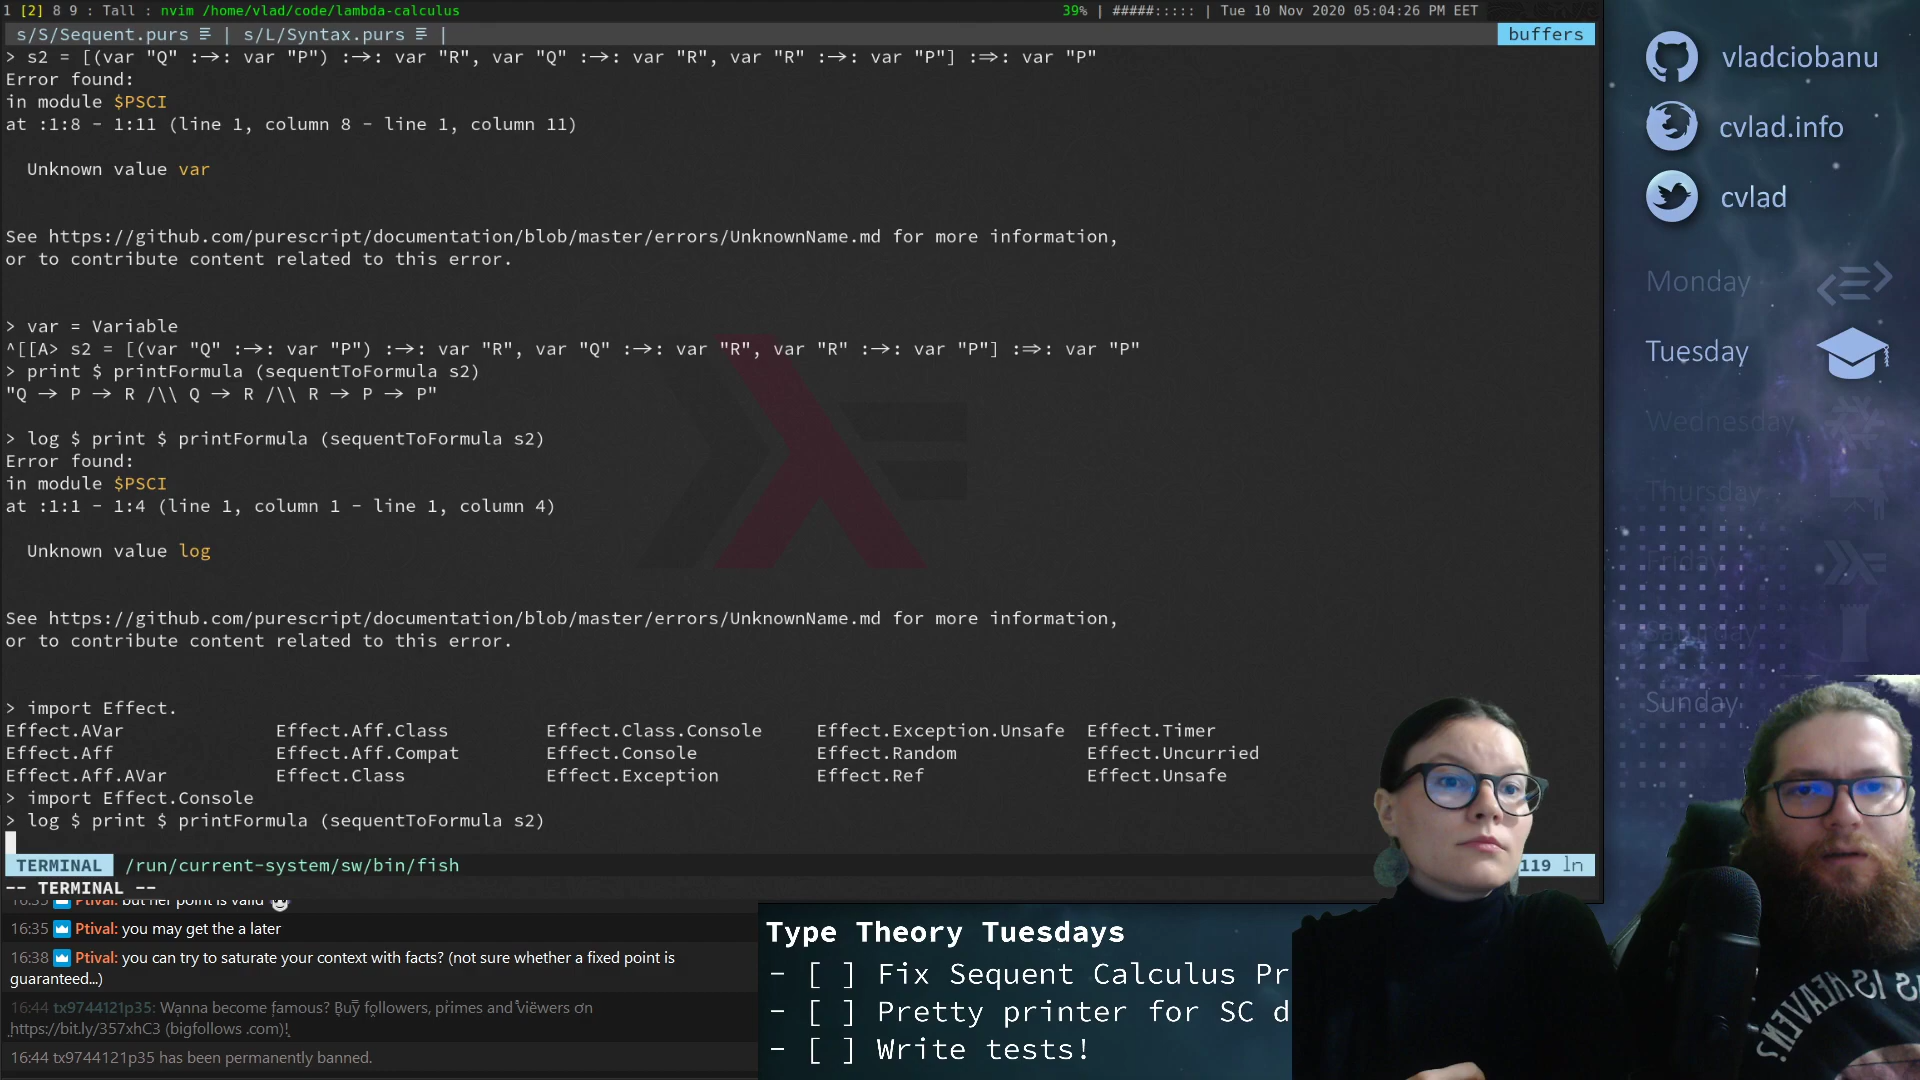 1 [2] 8 9 : Tall : nvim /home/vlad/code/lambda-calculus
39% | #####::::: | Tue 10 Nov 2020 05:04:26 PM EET
s/S/Sequent.purs | s/L/Syntax.purs |
buffers
> s2 = [(var "Q" :→: var "P") :→: var "R", var "Q" :→: var "R", var "R" :→: var "P"] :⇒: var "P"
Error found:
in module $PSCI
at :1:8 - 1:11 (line 1, column 8 - line 1, column 11)
Unknown value var
See https://github.com/purescript/documentation/blob/master/errors/UnknownName.md for more information,
or to contribute content related to this error.
> var = Variable
^[[A> s2 = [(var "Q" :→: var "P") :→: var "R", var "Q" :→: var "R", var "R" :→: var "P"] :⇒: var "P"
> print $ printFormula (sequentToFormula s2)
"Q → P → R /\\ Q → R /\\ R → P → P"
> log $ print $ printFormula (sequentToFormula s2)
Error found:
in module $PSCI
at :1:1 - 1:4 (line 1, column 1 - line 1, column 4)
Unknown value log
See https://github.com/purescript/documentation/blob/master/errors/UnknownName.md for more information,
or to contribute content related to this error.
> import Effect.
Effect.AVar Effect.Aff.Class Effect.Class.Console Effect.Exception.Unsafe Effect.Timer
Effect.Aff Effect.Aff.Compat Effect.Console Effect.Random Effect.Uncurried
Effect.Aff.AVar Effect.Class Effect.Exception Effect.Ref Effect.Unsafe
> import Effect.Console
> log $ print $ printFormula (sequentToFormula s2)
TERMINAL /run/current-system/sw/bin/fish
119 ln
-- TERMINAL --
16:35 Ptival: but her point is valid
16:35 Ptival: you may get the a later
16:38 Ptival: you can try to saturate your context with facts? (not sure whether a fixed point is
guaranteed...)
16:44 tx9744121p35: Wanna become famous? Buy followers, primes and viewers on
https://bit.ly/357xhC3 (bigfollows .com)!
16:44 tx9744121p35 has been permanently banned.
Type Theory Tuesdays
- [ ] Fix Sequent Calculus Pr
- [ ] Pretty printer for SC d
- [ ] Write tests!
vladciobanu
cvlad.info
cvlad
Monday
Tuesday
Wednesday
Thursday
Friday
Saturday
Sunday